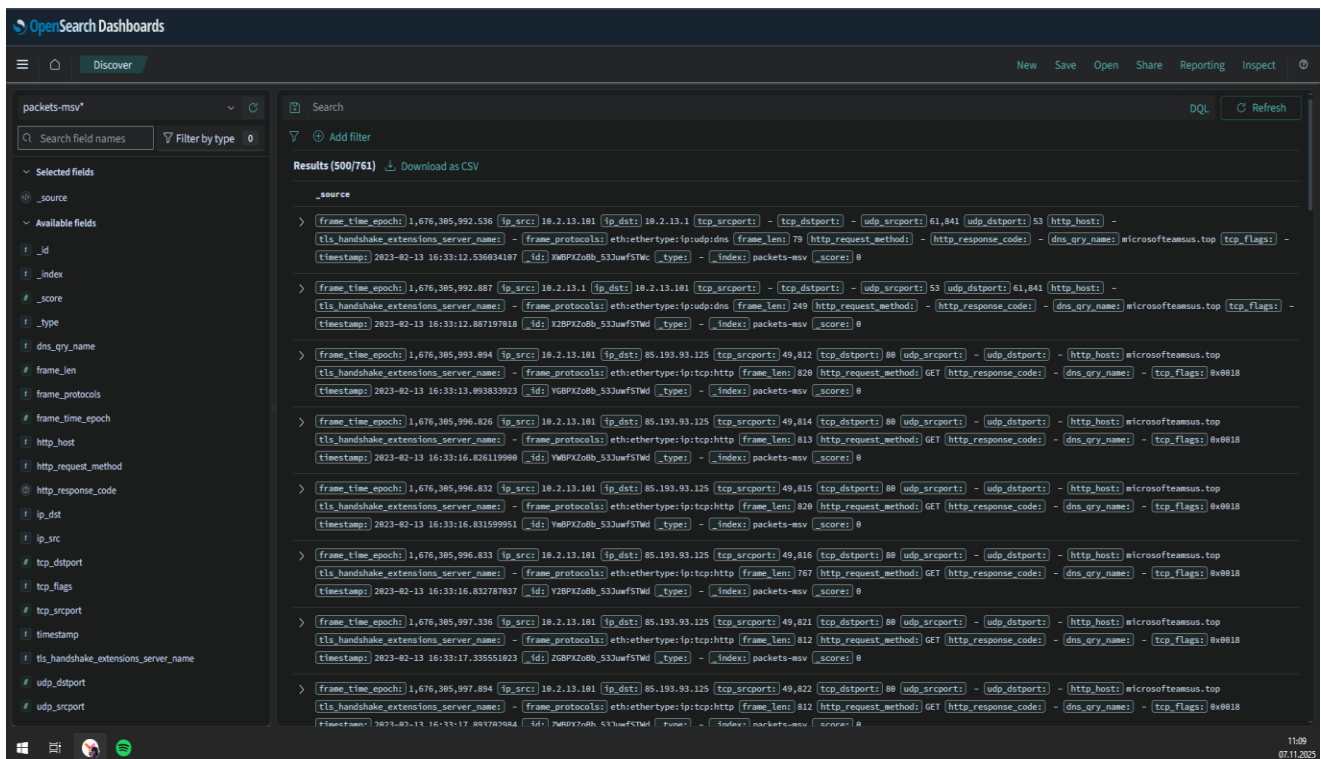 OpenSearch Dashboards
Discover
New Save Open Share Reporting Inspect
packets-msv*
Search
DQL
Refresh
Search field names
Filter by type 0
Add filter
Results (500/761) Download as CSV
Selected fields
_source
Available fields
_id
_index
_score
_type
dns_qry_name
frame_len
frame_protocols
frame_time_epoch
http_host
http_request_method
http_response_code
ip_dst
ip_src
tcp_dstport
tcp_flags
tcp_srcport
timestamp
tls_handshake_extensions_server_name
udp_dstport
udp_srcport
_source
frame_time_epoch: 1,676,305,992.536 ip_src: 10.2.13.101 ip_dst: 10.2.13.1 tcp_srcport: - tcp_dstport: - udp_srcport: 61,841 udp_dstport: 53 http_host: -
tls_handshake_extensions_server_name: - frame_protocols: eth:ethertype:ip:udp:dns frame_len: 79 http_request_method: - http_response_code: - dns_qry_name: microsofteamsus.top tcp_flags: -
timestamp: 2023-02-13 16:33:12.536034107 _id: XWBPXZoBb_53JuwfSTWc _type: - _index: packets-msv _score: 0
frame_time_epoch: 1,676,305,992.887 ip_src: 10.2.13.1 ip_dst: 10.2.13.101 tcp_srcport: - tcp_dstport: - udp_srcport: 53 udp_dstport: 61,841 http_host: -
tls_handshake_extensions_server_name: - frame_protocols: eth:ethertype:ip:udp:dns frame_len: 249 http_request_method: - http_response_code: - dns_qry_name: microsofteamsus.top tcp_flags: -
timestamp: 2023-02-13 16:33:12.887197018 _id: X2BPXZoBb_53JuwfSTWd _type: - _index: packets-msv _score: 0
frame_time_epoch: 1,676,305,993.094 ip_src: 10.2.13.101 ip_dst: 85.193.93.125 tcp_srcport: 49,812 tcp_dstport: 80 udp_srcport: - udp_dstport: - http_host: microsofteamsus.top
tls_handshake_extensions_server_name: - frame_protocols: eth:ethertype:ip:tcp:http frame_len: 820 http_request_method: GET http_response_code: - dns_qry_name: - tcp_flags: 0x0018
timestamp: 2023-02-13 16:33:13.093833923 _id: YGBPXZoBb_53JuwfSTWd _type: - _index: packets-msv _score: 0
frame_time_epoch: 1,676,305,996.826 ip_src: 10.2.13.101 ip_dst: 85.193.93.125 tcp_srcport: 49,814 tcp_dstport: 80 udp_srcport: - udp_dstport: - http_host: microsofteamsus.top
tls_handshake_extensions_server_name: - frame_protocols: eth:ethertype:ip:tcp:http frame_len: 813 http_request_method: GET http_response_code: - dns_qry_name: - tcp_flags: 0x0018
timestamp: 2023-02-13 16:33:16.826119900 _id: YWBPXZoBb_53JuwfSTWd _type: - _index: packets-msv _score: 0
frame_time_epoch: 1,676,305,996.832 ip_src: 10.2.13.101 ip_dst: 85.193.93.125 tcp_srcport: 49,815 tcp_dstport: 80 udp_srcport: - udp_dstport: - http_host: microsofteamsus.top
tls_handshake_extensions_server_name: - frame_protocols: eth:ethertype:ip:tcp:http frame_len: 820 http_request_method: GET http_response_code: - dns_qry_name: - tcp_flags: 0x0018
timestamp: 2023-02-13 16:33:16.831599951 _id: YmBPXZoBb_53JuwfSTWd _type: - _index: packets-msv _score: 0
frame_time_epoch: 1,676,305,996.833 ip_src: 10.2.13.101 ip_dst: 85.193.93.125 tcp_srcport: 49,816 tcp_dstport: 80 udp_srcport: - udp_dstport: - http_host: microsofteamsus.top
tls_handshake_extensions_server_name: - frame_protocols: eth:ethertype:ip:tcp:http frame_len: 767 http_request_method: GET http_response_code: - dns_qry_name: - tcp_flags: 0x0018
timestamp: 2023-02-13 16:33:16.832787037 _id: Y2BPXZoBb_53JuwfSTWd _type: - _index: packets-msv _score: 0
frame_time_epoch: 1,676,305,997.336 ip_src: 10.2.13.101 ip_dst: 85.193.93.125 tcp_srcport: 49,821 tcp_dstport: 80 udp_srcport: - udp_dstport: - http_host: microsofteamsus.top
tls_handshake_extensions_server_name: - frame_protocols: eth:ethertype:ip:tcp:http frame_len: 812 http_request_method: GET http_response_code: - dns_qry_name: - tcp_flags: 0x0018
timestamp: 2023-02-13 16:33:17.335551023 _id: ZGBPXZoBb_53JuwfSTWd _type: - _index: packets-msv _score: 0
frame_time_epoch: 1,676,305,997.894 ip_src: 10.2.13.101 ip_dst: 85.193.93.125 tcp_srcport: 49,822 tcp_dstport: 80 udp_srcport: - udp_dstport: - http_host: microsofteamsus.top
tls_handshake_extensions_server_name: - frame_protocols: eth:ethertype:ip:tcp:http frame_len: 812 http_request_method: GET http_response_code: - dns_qry_name: - tcp_flags: 0x0018
timestamp: 2023-02-13 16:33:17.893702984 _id: ZWBPXZoBb_53JuwfSTWd _type: - _index: packets-msv _score: 0
11:09
07.11.2025